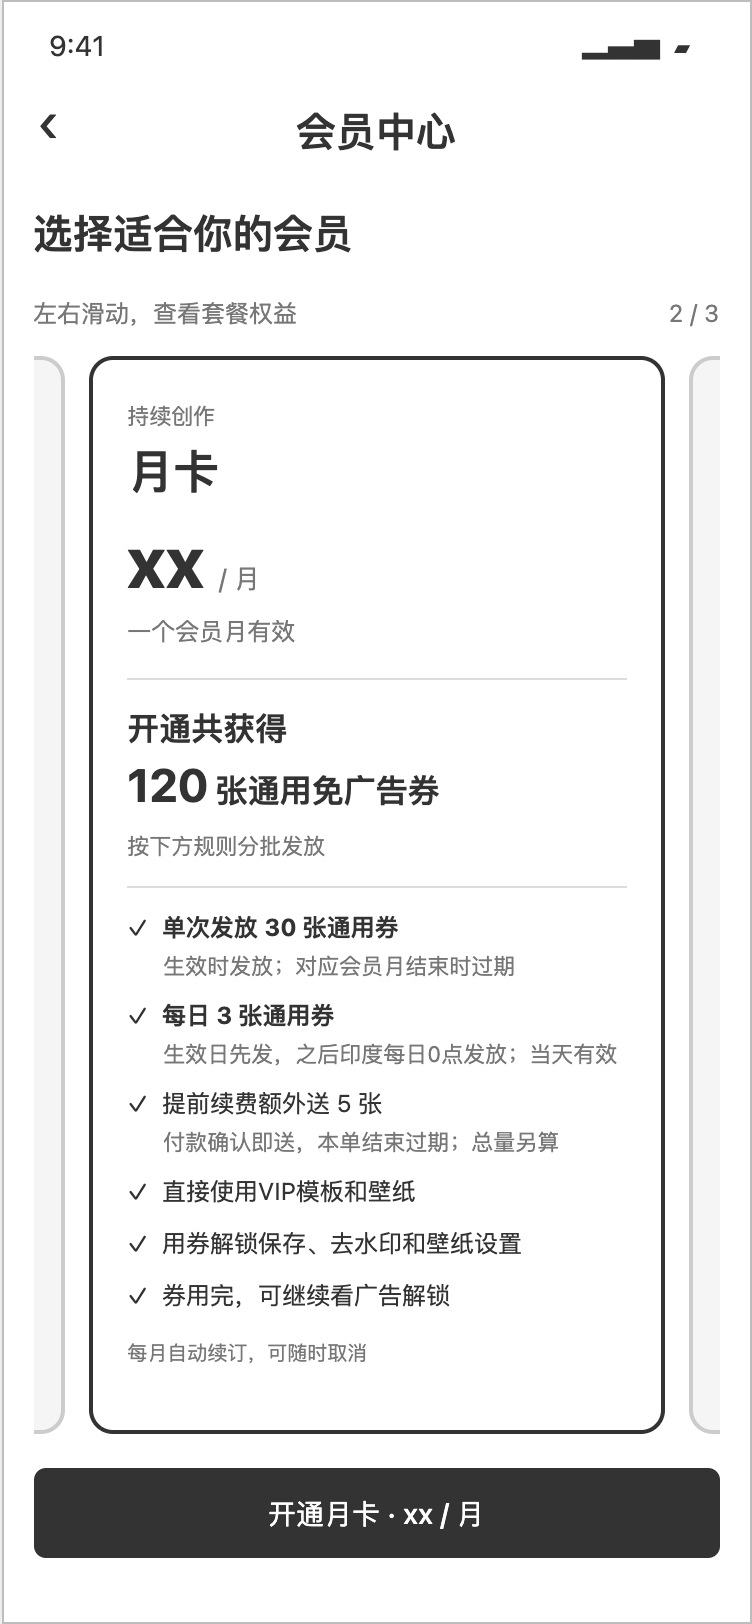 9:41
会员中心
选择适合你的会员
左右滑动，查看套餐权益 2 / 3
持续创作
月卡
xx / 月
一个会员月有效
开通共获得
120 张通用免广告券
按下方规则分批发放
✓ 单次发放 30 张通用券
生效时发放；对应会员月结束时过期
✓ 每日 3 张通用券
生效日先发，之后印度每日0点发放；当天有效
✓ 提前续费额外送 5 张
付款确认即送，本单结束过期；总量另算
✓ 直接使用VIP模板和壁纸
✓ 用券解锁保存、去水印和壁纸设置
✓ 券用完，可继续看广告解锁
每月自动续订，可随时取消
开通月卡 · xx / 月